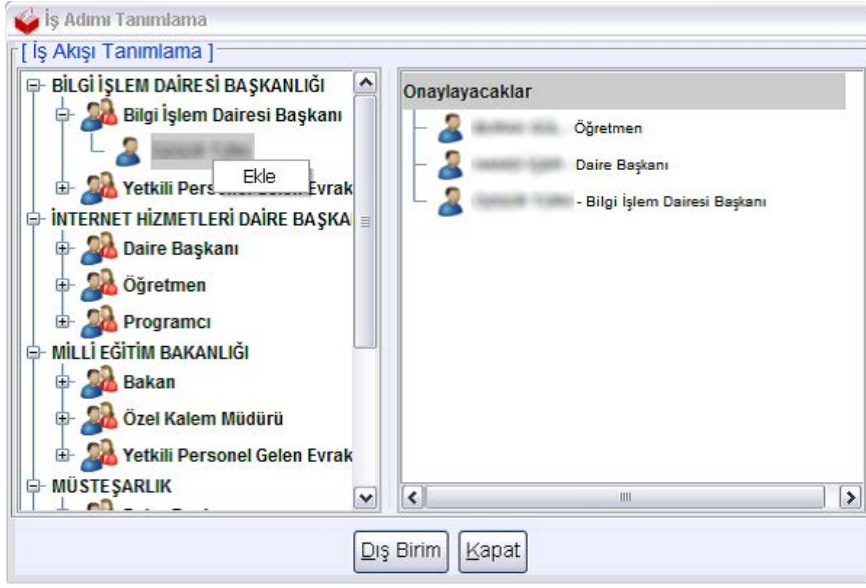 İş Adımı Tanımlama
[ İş Akışı Tanımlama ]
BİLGİ İŞLEM DAİRESİ BAŞKANLIĞI
Bilgi İşlem Dairesi Başkanı
Ekle
Yetkili Gelen Evrak
İNTERNET HİZMETLERİ DAİRE
Daire Başkanı
Öğretmen
Programcı
MİLLİ EĞİTİM BAKANLIĞI
Bakan
Özel Kalem Müdürü
Yetkili Personel Gelen Evrak
MÜSTEŞARLIK
Onaylayacaklar
Öğretmen
Daire Başkanı
- Bilgi İşlem Dairesi Başkanı
Dış Birim
Kapat